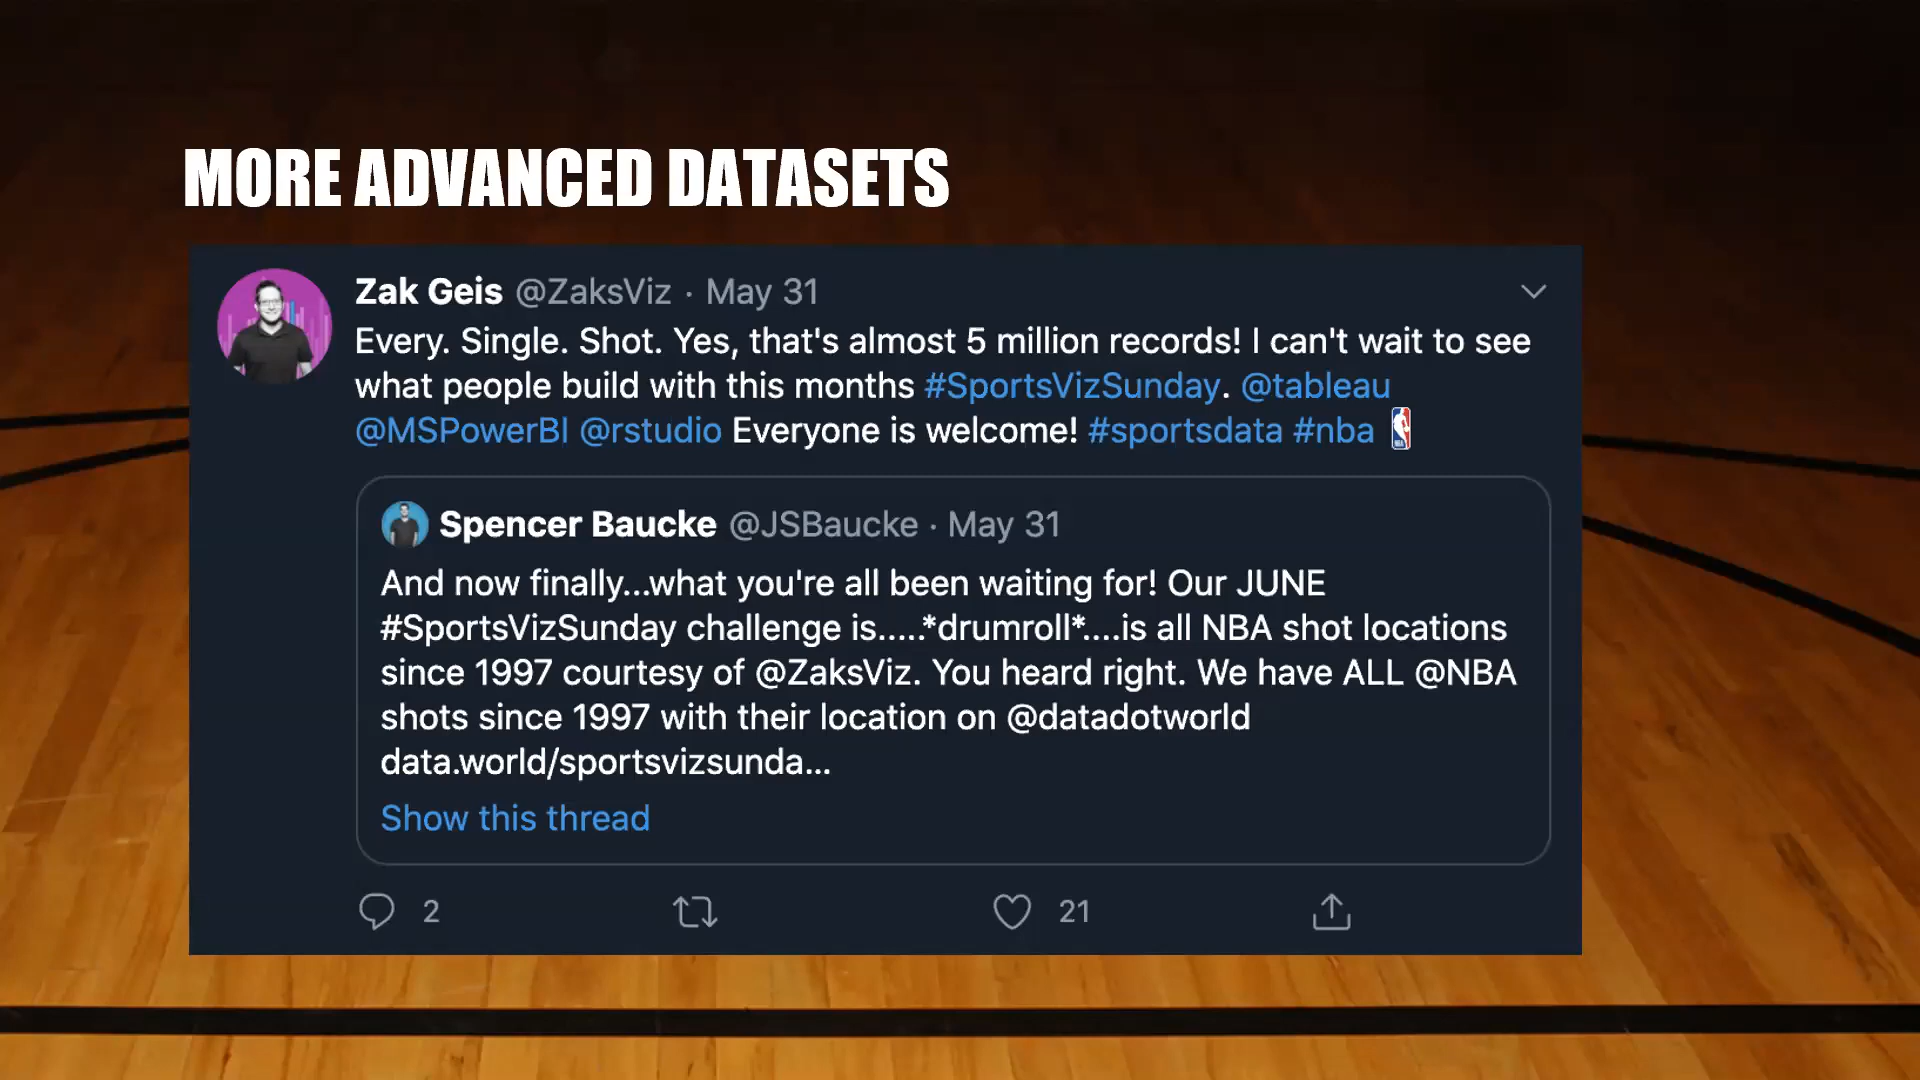 MORE ADVANCED DATASETS
Zak Geis @ZaksViz · May 31
Every. Single. Shot. Yes, that's almost 5 million records! I can't wait to see
what people build with this months #SportsVizSunday. @tableau
@MSPowerBI @rstudio Everyone is welcome! #sportsdata #nba
Spencer Baucke @JSBaucke · May 31
And now finally...what you're all been waiting for! Our JUNE
#SportsVizSunday challenge is.....*drumroll*....is all NBA shot locations
since 1997 courtesy of @ZaksViz. You heard right. We have ALL @NBA
shots since 1997 with their location on @datadotworld
data.world/sportsvizsunda...
Show this thread
2
21